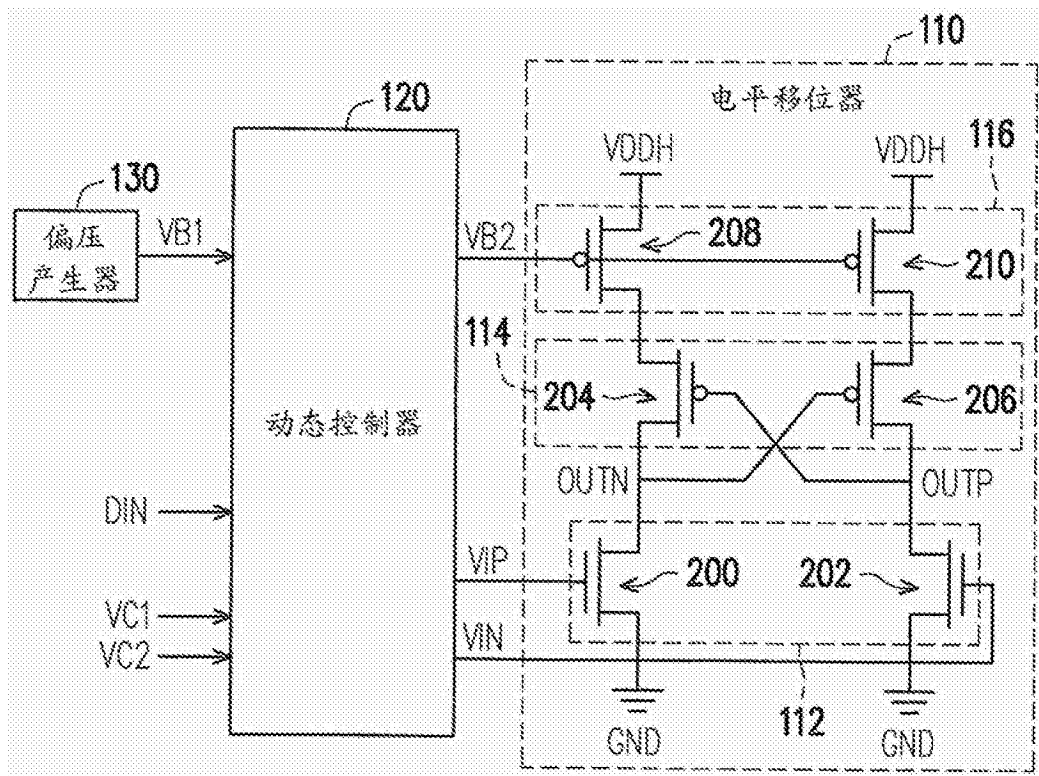 110
电平移位器
120
116
VDDH
VDDH
130
208
偏压
产生器
VB1
VB2
210
114
204
206
动态控制器
OUTN
OUTP
DIN
VIP
200
202
VC1
VC2
VIN
112
GND
GND